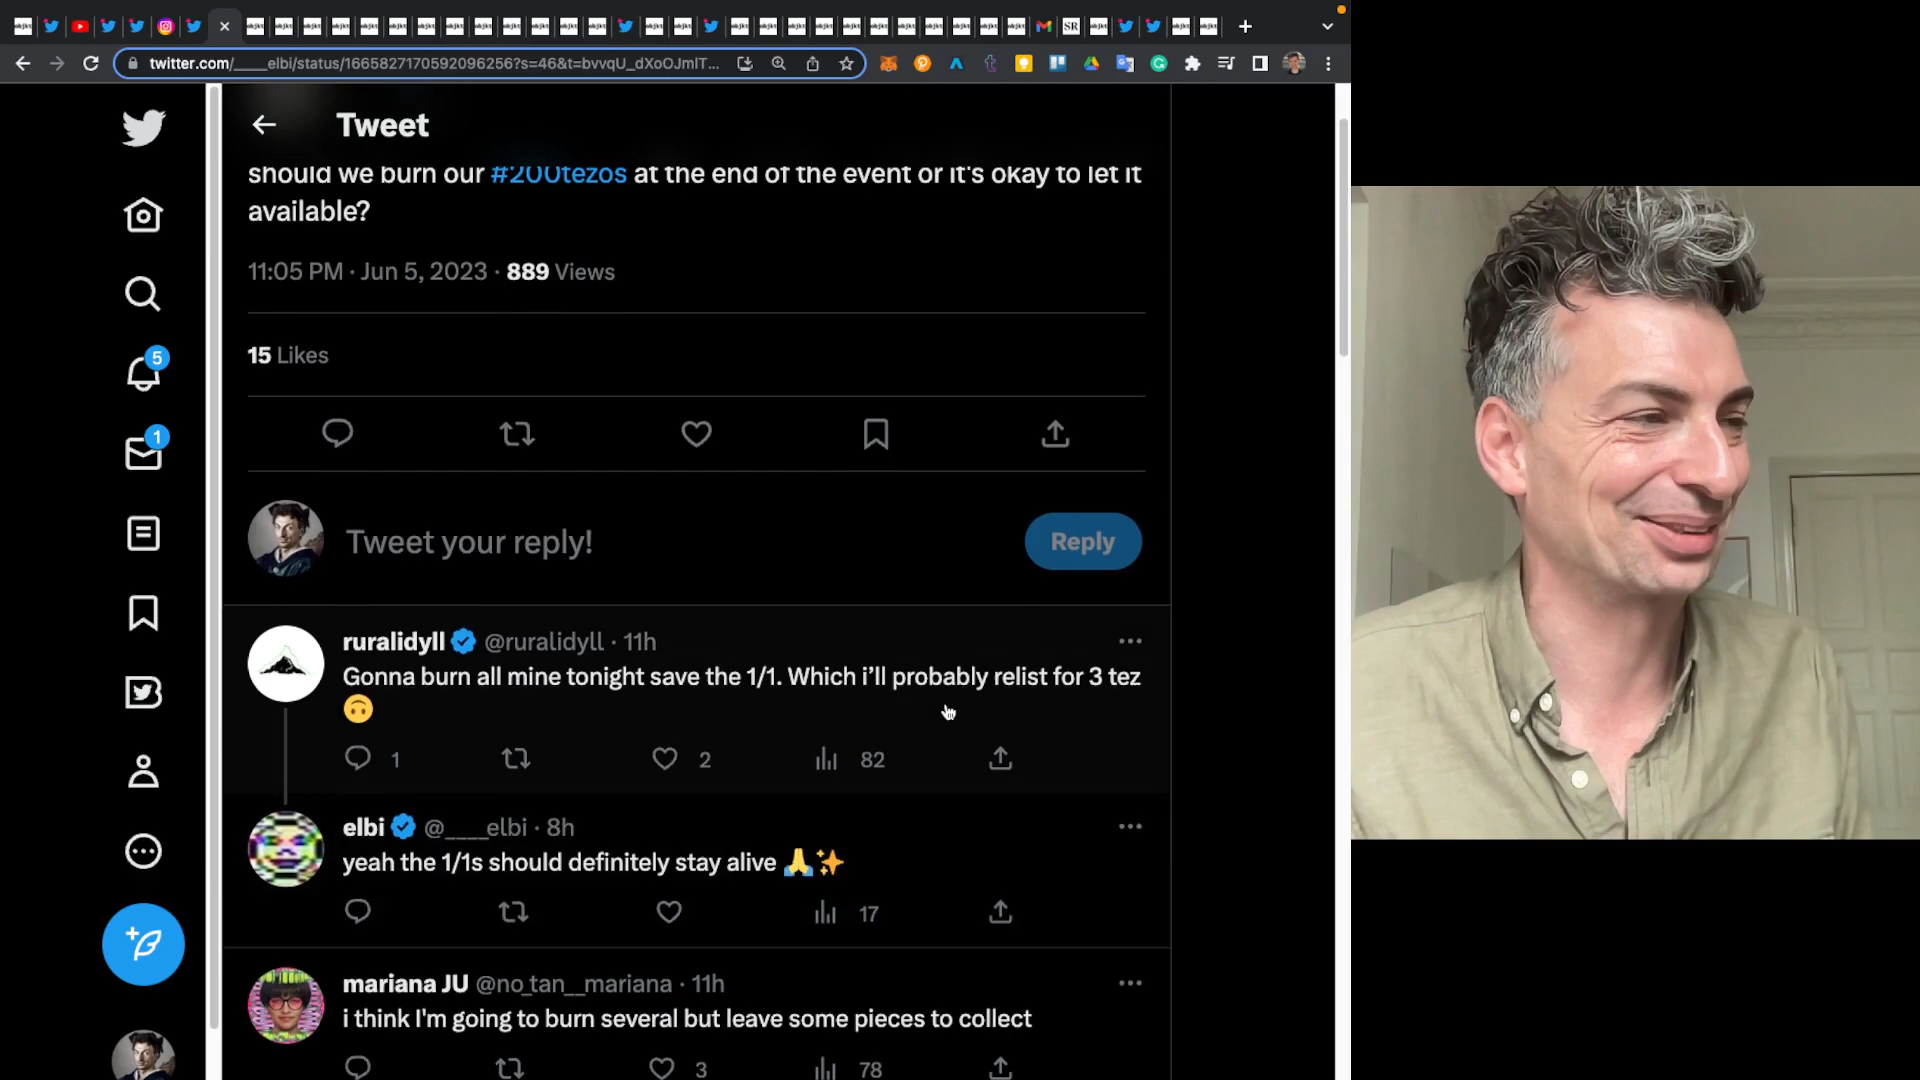 twitter.com/____elbi/status/1665827170592096256?s=46&t=bvvqU_dXoOJmlT...
SR
Tweet
should we burn our #200tezos at the end of the event or it's okay to let it
available?
11:05 PM · Jun 5, 2023 · 889 Views
15 Likes
Tweet your reply!
Reply
5
1
ruralidyll @ruralidyll · 11h
Gonna burn all mine tonight save the 1/1. Which i'll probably relist for 3 tez
🙃
1 2 82
elbi @____elbi · 8h
yeah the 1/1s should definitely stay alive 🙏✨
17
mariana JU @no_tan__mariana · 11h
i think I'm going to burn several but leave some pieces to collect
3 78